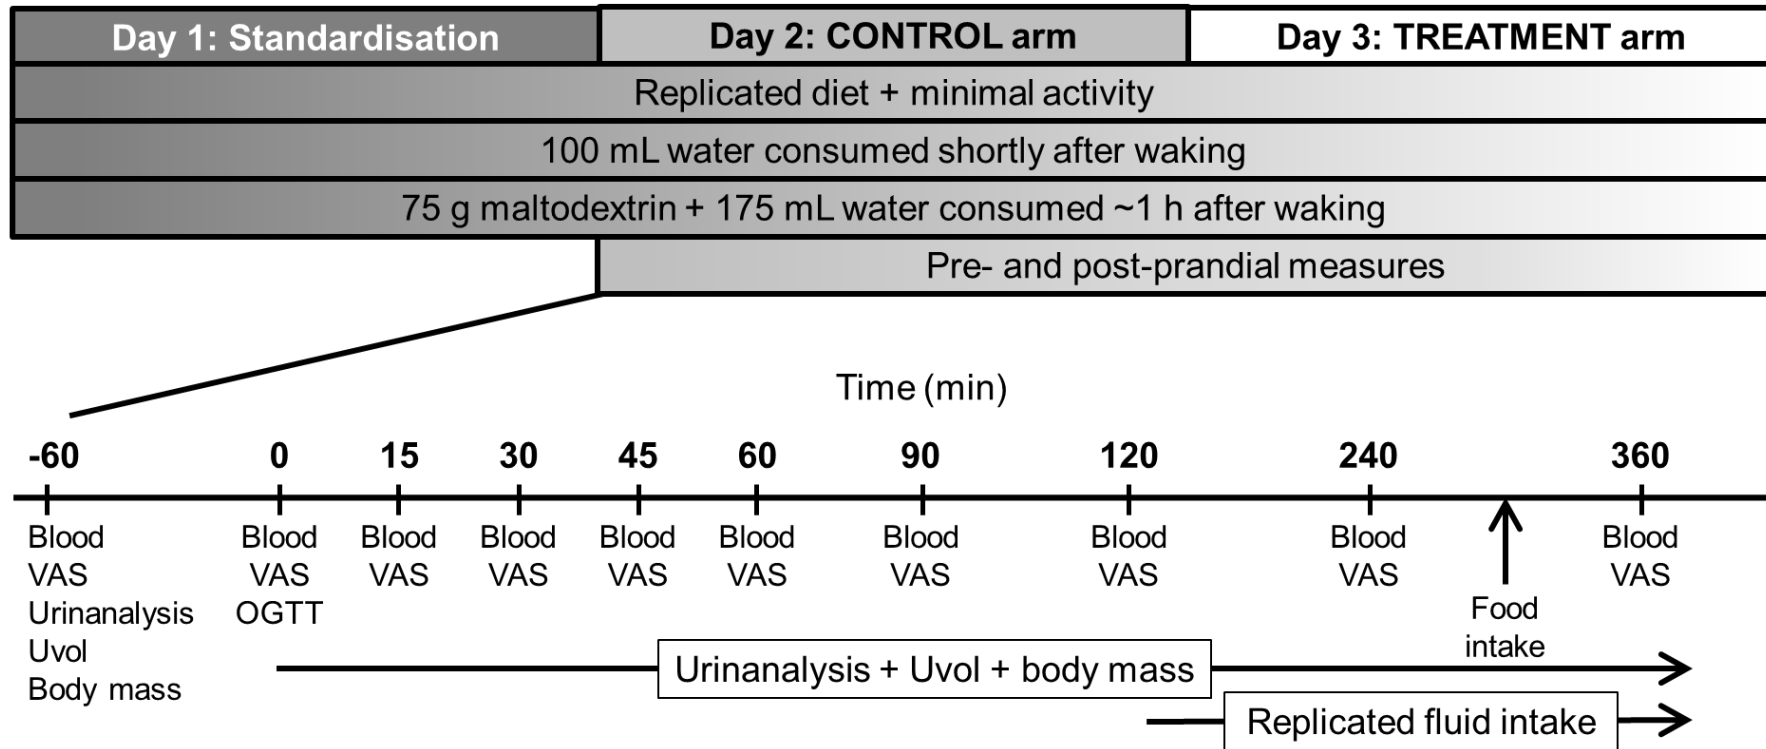 Day 1: Standardisation
Day 2: CONTROL arm
Day 3: TREATMENT arm
Replicated diet + minimal activity
100 mL water consumed shortly after waking
75 g maltodextrin + 175 mL water consumed ~1 h after waking
Pre- and post-prandial measures
Time (min)
-60 0 15 30 45 60 90 120 240 360
Blood Blood Blood Blood Blood Blood Blood Blood Blood Blood
VAS VAS VAS VAS VAS VAS VAS VAS VAS VAS
Urinanalysis OGTT
Uvol
Body mass
Food
intake
Urinanalysis + Uvol + body mass
Replicated fluid intake